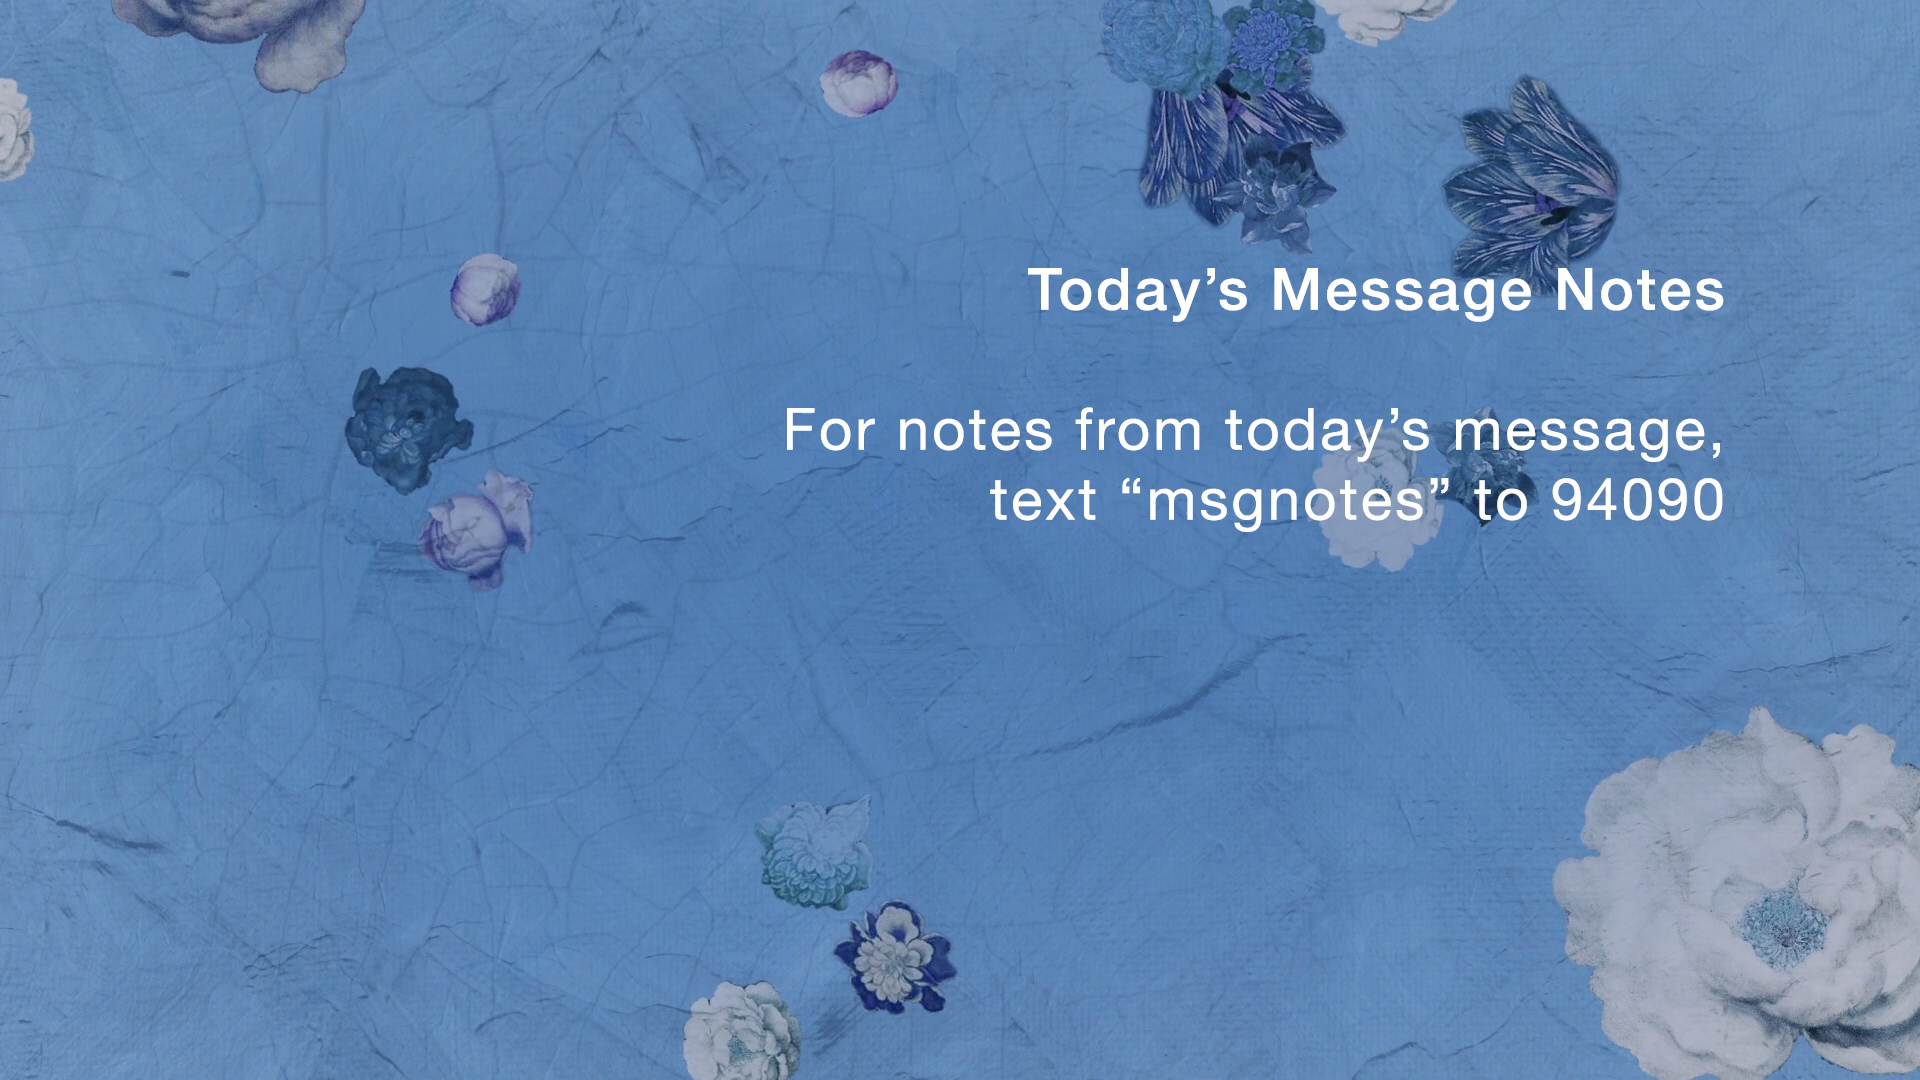 Today’s Message Notes
For notes from today’s message,
text “msgnotes” to 94090